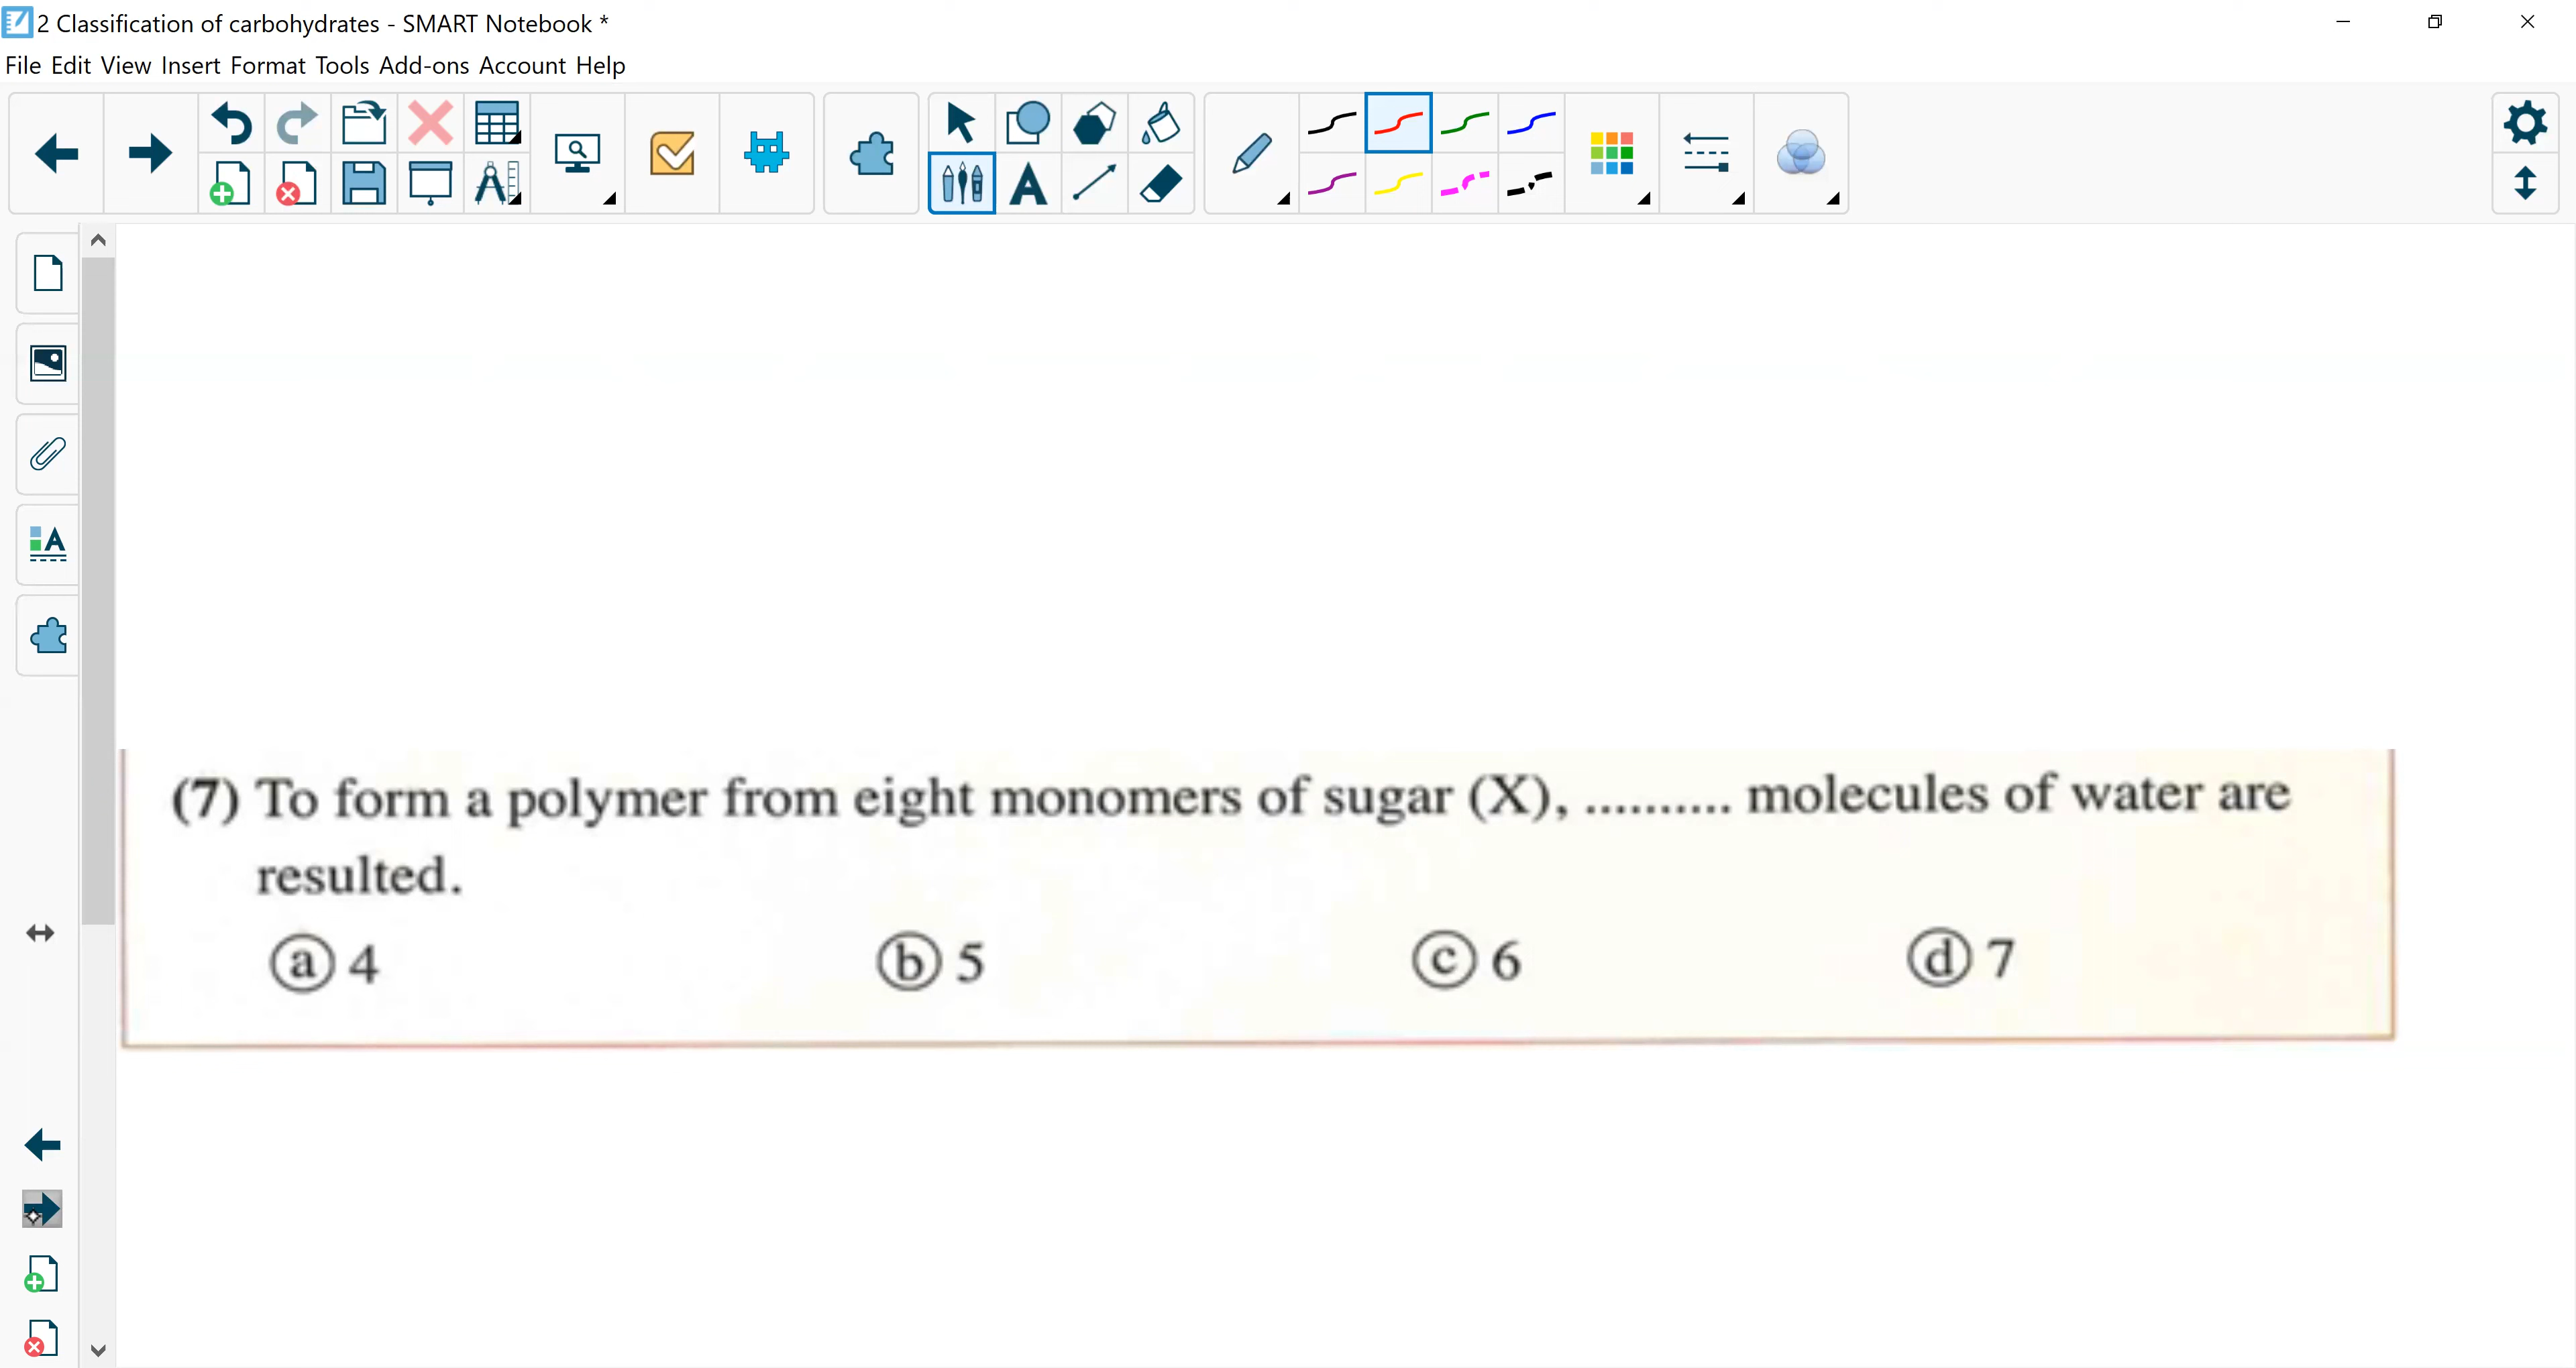 2 Classification of carbohydrates - SMART Notebook *
File Edit View Insert Format Tools Add-ons Account Help
(7) To form a polymer from eight monomers of sugar (X), .......... molecules of water are
resulted.
ⓐ 4 ⓑ 5 ⓒ 6 ⓓ 7